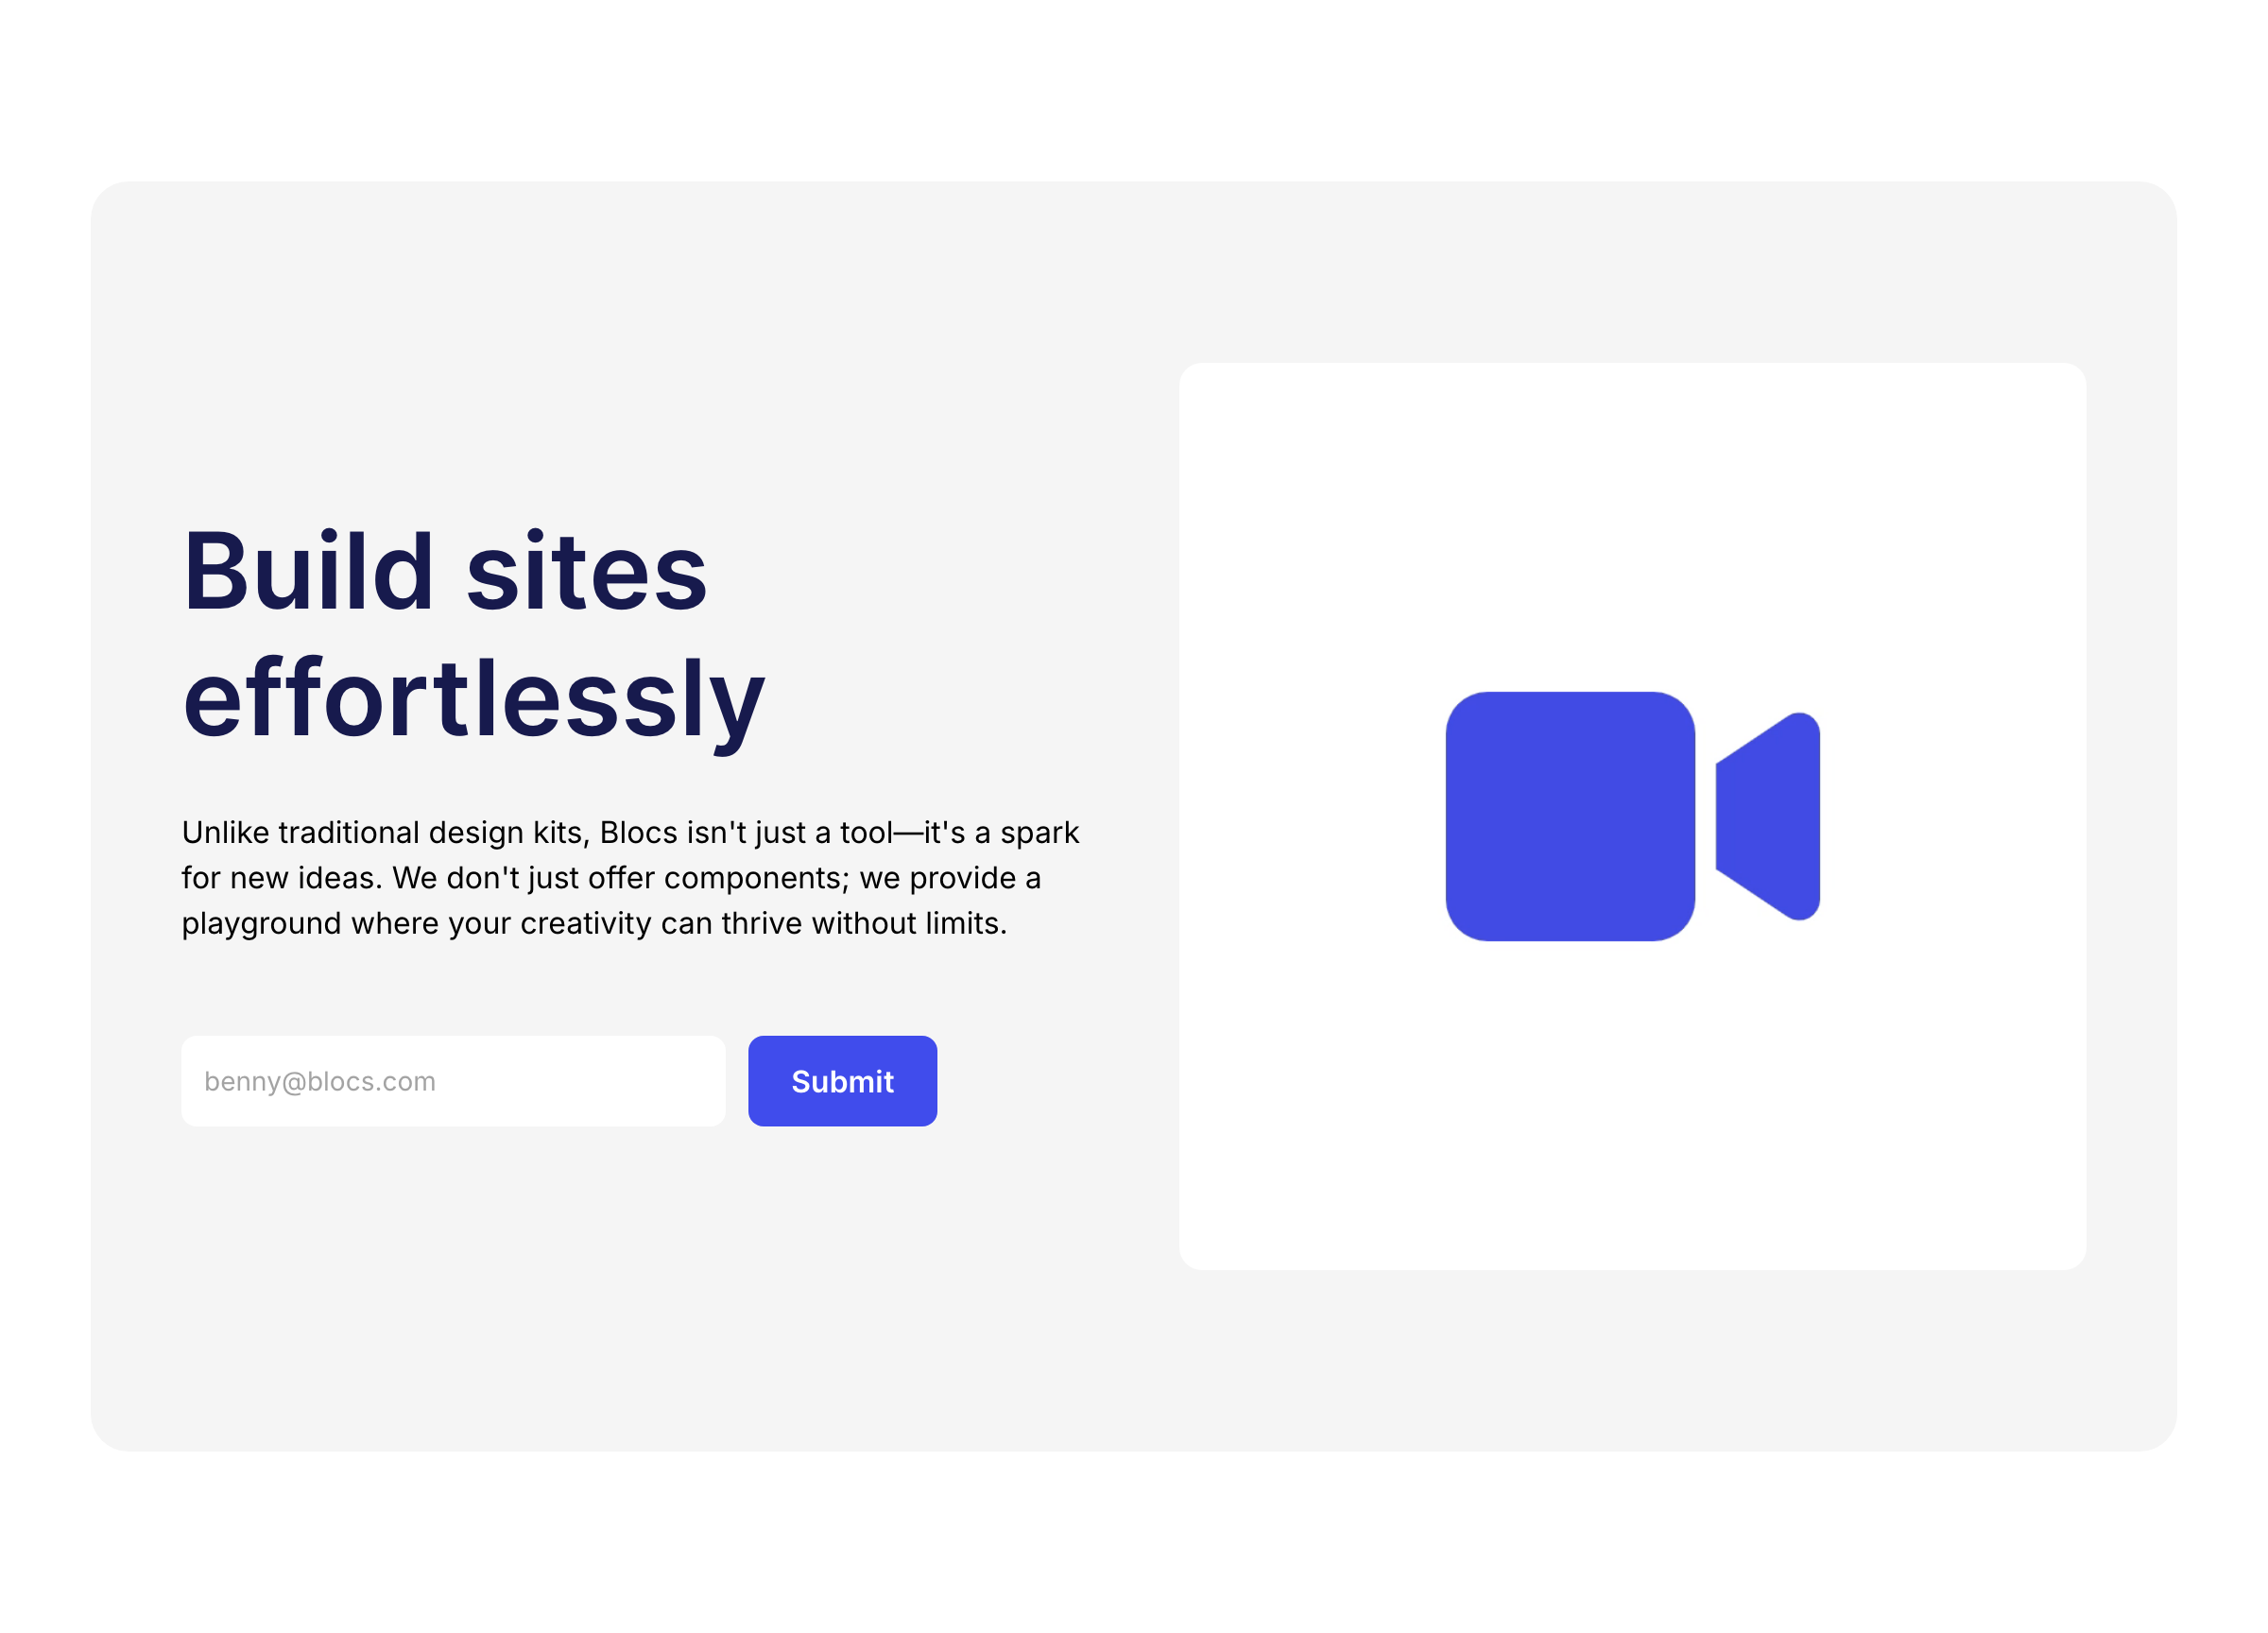 Build sites
effortlessly
Unlike traditional design kits, Blocs isn't just a tool—it's a spark
for new ideas. We don't just offer components; we provide a
playground where your creativity can thrive without limits.
benny@blocs.com
Submit